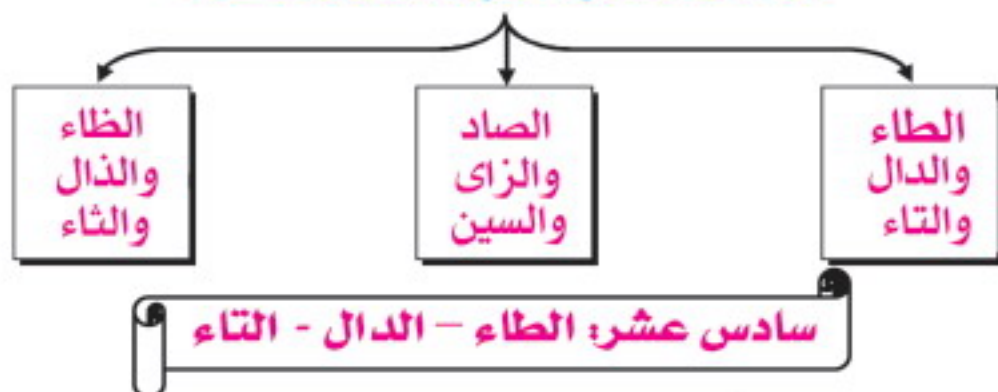 الطاء
والدال
والتاء
الصاد
والزاى
والسين
الظاء
والذال
والثاء
سادس عشر: الطاء – الدال - التاء